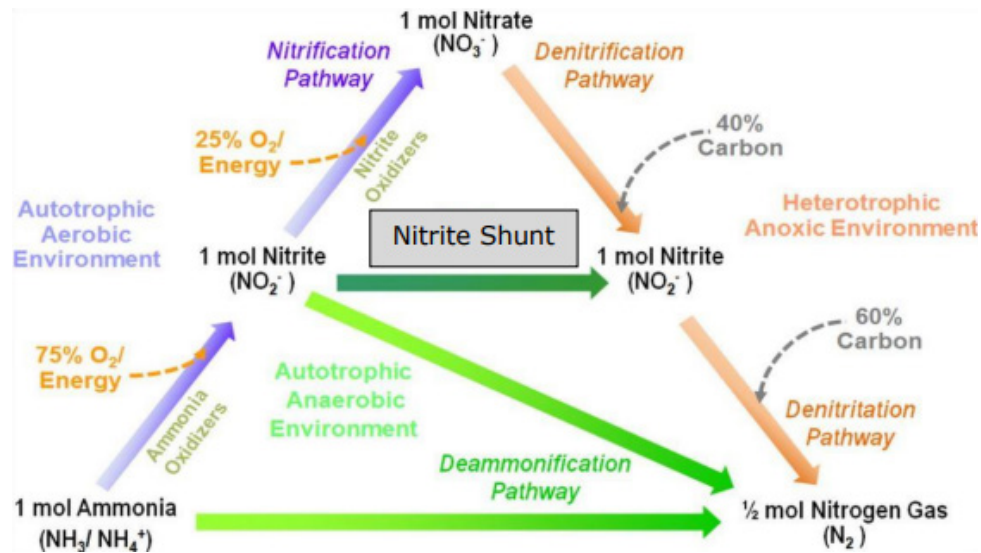 1 mol Nitrate
(NO₃⁻)
Nitrification
Pathway
Denitrification
Pathway
25% O₂/
Energy
Nitrite
Oxidizers
40%
Carbon
Autotrophic
Aerobic
Environment
Nitrite Shunt
Heterotrophic
Anoxic Environment
1 mol Nitrite
(NO₂⁻)
1 mol Nitrite
(NO₂⁻)
75% O₂/
Energy
Ammonia
Oxidizers
60%
Carbon
Autotrophic
Anaerobic
Environment
Denitritation
Pathway
Deammonification
Pathway
1 mol Ammonia
(NH₃/ NH₄⁺)
½ mol Nitrogen Gas
(N₂)